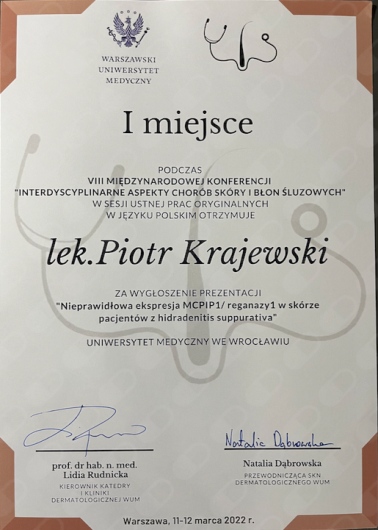 WARSZAWSKI
UNIWERSYTET
MEDYCZNY
I miejsce
PODCZAS
VIII MIĘDZYNARODOWEJ KONFERENCJI
"INTERDYSCYPLINARNE ASPEKTY CHORÓB SKÓRY I BŁON ŚLUZOWYCH"
W SESJI USTNEJ PRAC ORYGINALNYCH
W JĘZYKU POLSKIM OTRZYMUJE
lek.Piotr Krajewski
ZA WYGŁOSZENIE PREZENTACJI
"Nieprawidłowa ekspresja MCPIP1/ reganazy1 w skórze
pacjentów z hidradenitis suppurativa"
UNIWERSYTET MEDYCZNY WE WROCŁAWIU
Natalia Dąbrowska
prof. dr hab. n. med.
Lidia Rudnicka
KIEROWNIK KATEDRY
I KLINIKI
DERMATOLOGICZNEJ WUM
Natalia Dąbrowska
PRZEWODNICZĄCA SKN
DERMATOLOGICZNEGO WUM
Warszawa, 11-12 marca 2022 r.